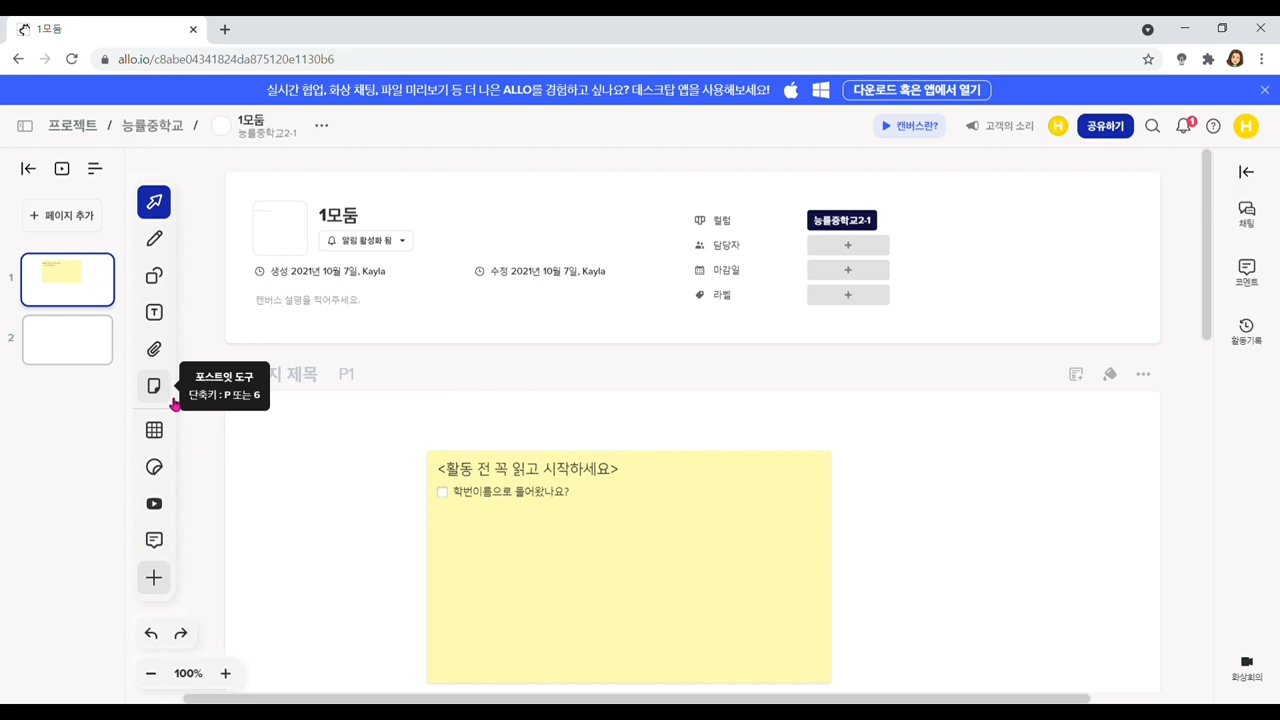 1모둠
allo.io/c8abe04341824da875120e1130b6
실시간 협업, 화상 채팅, 파일 미리보기 등 더 나은 ALLO를 경험하고 싶나요? 데스크탑 앱을 사용해보세요!
다운로드 혹은 앱에서 열기
프로젝트 / 능률중학교 /
1모둠
능률중학교2-1
캔버스란?
고객의 소리
H
공유하기
1
H
+ 페이지 추가
1
2
포스트잇 도구
단축키 : P 또는 6
100%
1모둠
알림 활성화 됨
생성 2021년 10월 7일, Kayla
수정 2021년 10월 7일, Kayla
캔버스 설명을 적어주세요.
컬럼
능률중학교2-1
담당자
+
마감일
+
라벨
+
지 제목
P1
<활동 전 꼭 읽고 시작하세요>
학번이름으로 들어왔나요?
채팅
코멘트
활동기록
화상회의